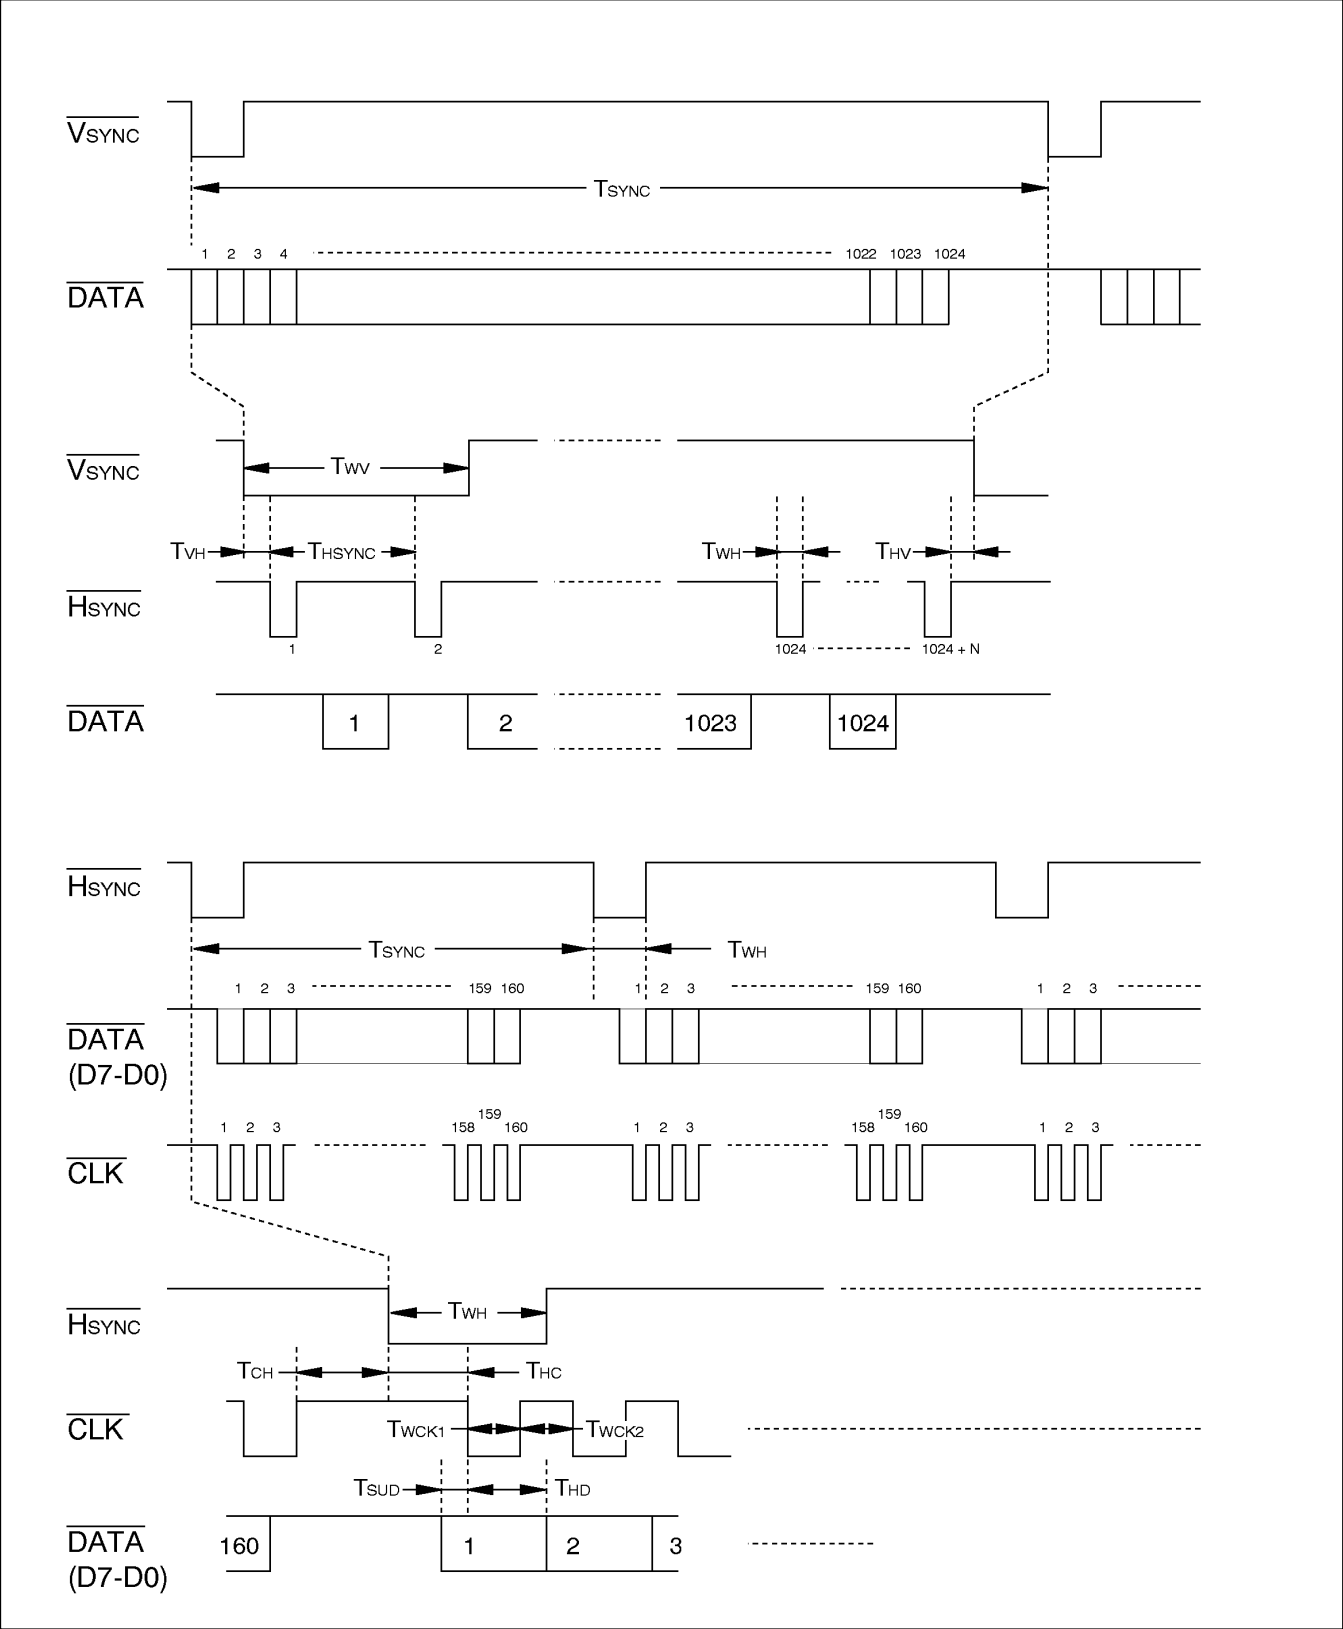 VSYNC
TSYNC
1 2 3 4 1022 1023 1024
DATA
VSYNC
TWV
TVH THSYNC TWH THV
HSYNC
1 2 1024 1024 + N
DATA
1 2 1023 1024
HSYNC
TSYNC TWH
1 2 3 159 160 1 2 3 159 160 1 2 3
DATA
(D7-D0)
159 159
1 2 3 158 160 1 2 3 158 160 1 2 3
CLK
HSYNC
TWH
TCH THC
CLK
TWCK1 TWCK2
TSUD THD
DATA
(D7-D0)
160 1 2 3